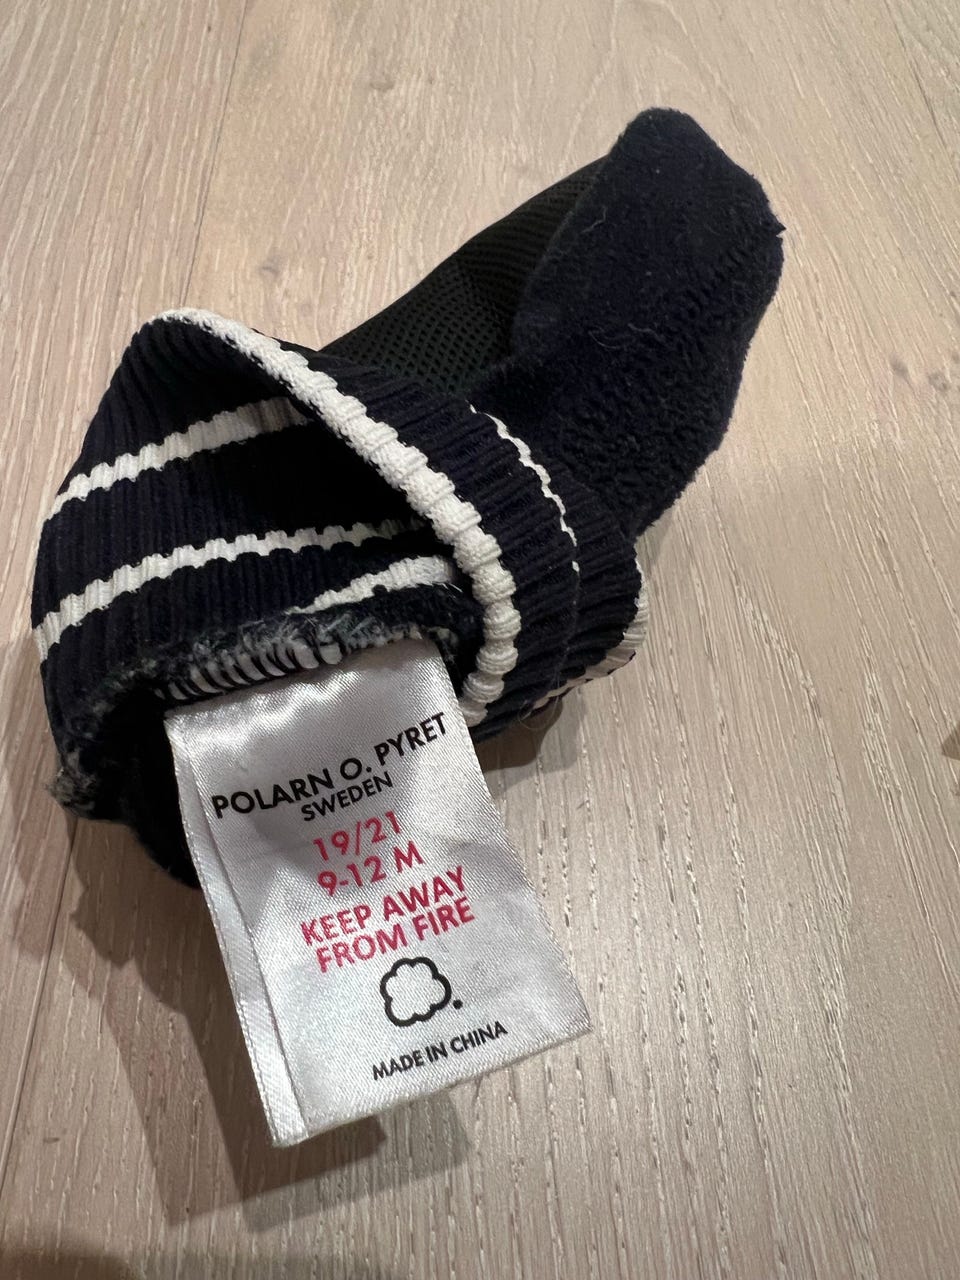 POLARN O. PYRET
SWEDEN
19/21
9-12 M
KEEP AWAY
FROM FIRE
MADE IN CHINA